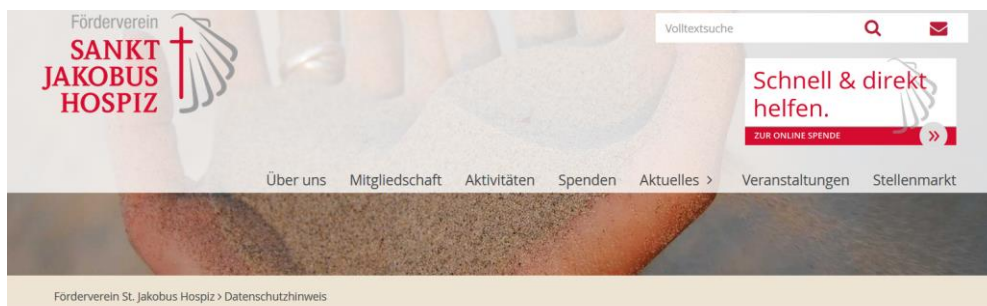 Förderverein
SANKT
JAKOBUS
HOSPIZ
Volltextsuche
Schnell & direkt
helfen.
ZUR ONLINE SPENDE
Über uns Mitgliedschaft Aktivitäten Spenden Aktuelles > Veranstaltungen Stellenmarkt
Förderverein St. Jakobus Hospiz > Datenschutzhinweis